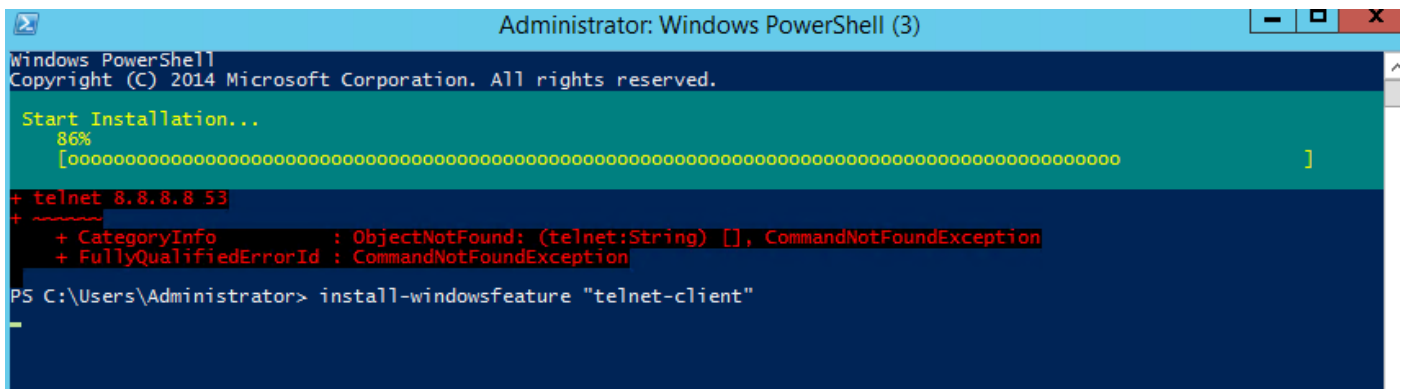 Administrator: Windows PowerShell (3)
Windows PowerShell
Copyright (C) 2014 Microsoft Corporation. All rights reserved.
Start Installation...
86%
[oooooooooooooooooooooooooooooooooooooooooooooooooooooooooooooooooooooooooooooooooooooooooooo                ]
+ telnet 8.8.8.8 53
+ ~~~~~~
+ CategoryInfo          : ObjectNotFound: (telnet:String) [], CommandNotFoundException
+ FullyQualifiedErrorId : CommandNotFoundException
PS C:\Users\Administrator> install-windowsfeature "telnet-client"